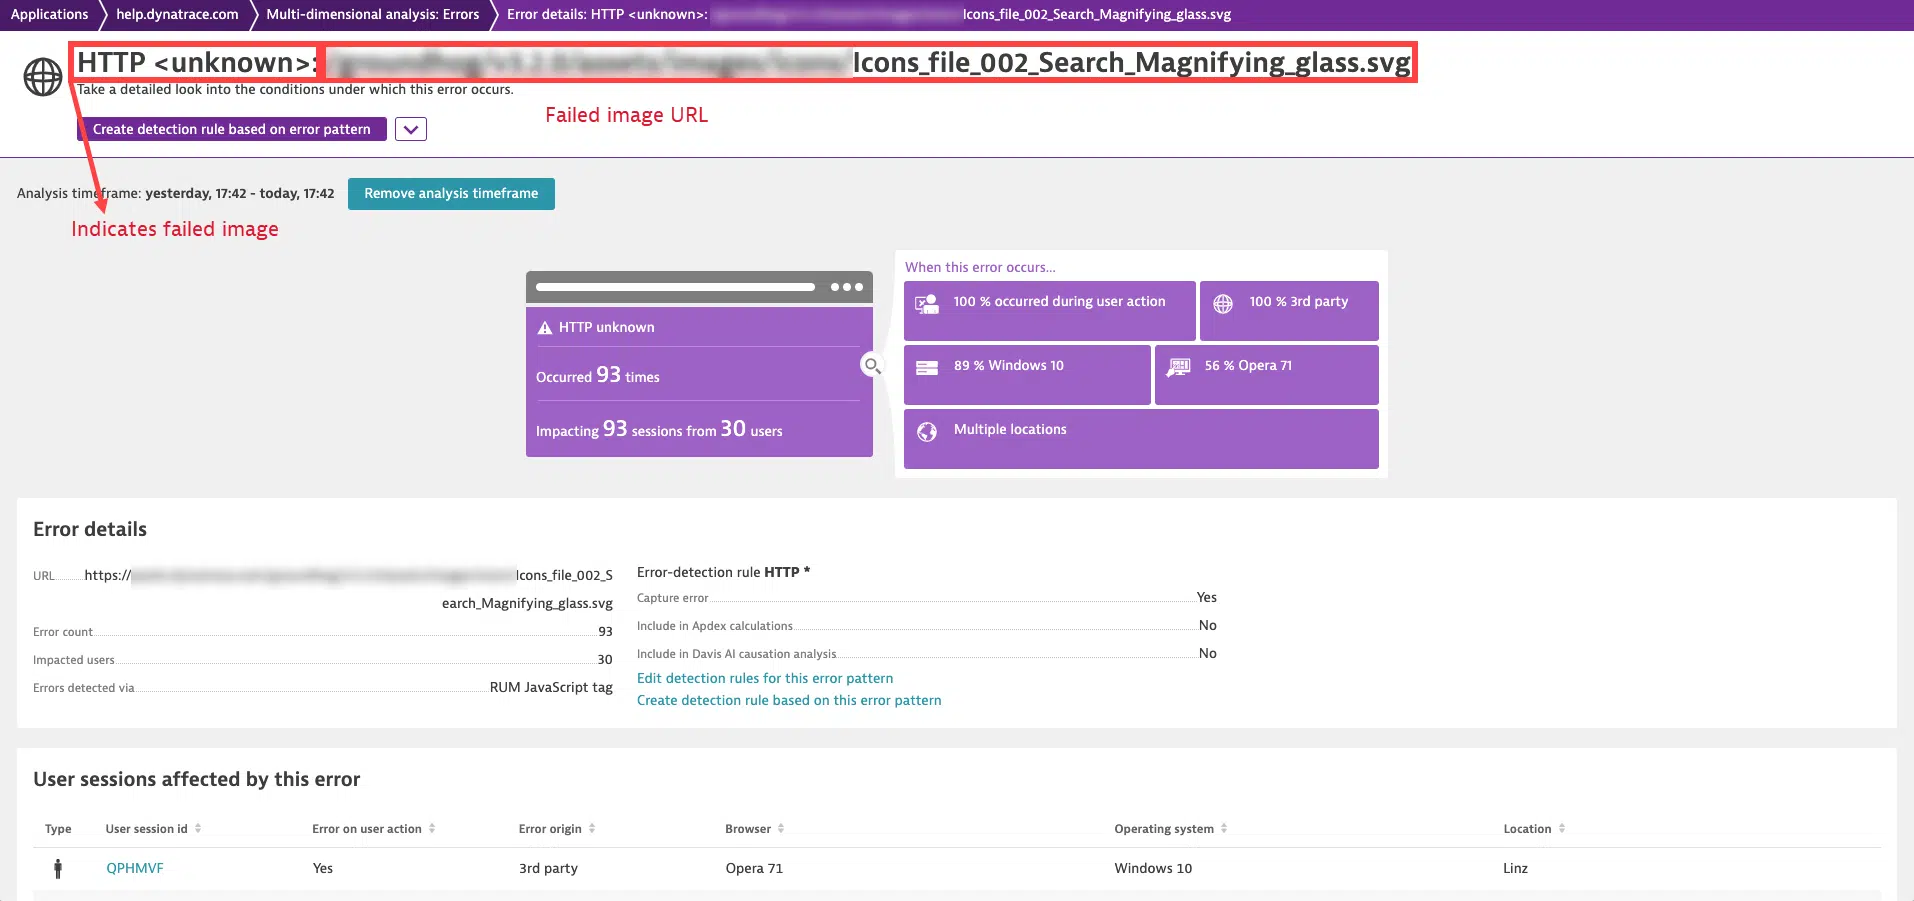 Applications help.dynatrace.com Multi-dimensional analysis: Errors Error details: HTTP <unknown>: Icons_file_002_Search_Magnifying_glass.svg
HTTP <unknown>: Icons_file_002_Search_Magnifying_glass.svg
Take a detailed look into the conditions under which this error occurs.
Failed image URL
Create detection rule based on error pattern
Analysis timeframe: yesterday, 17:42 - today, 17:42 Remove analysis timeframe
Indicates failed image
HTTP unknown
Occurred 93 times
Impacting 93 sessions from 30 users
When this error occurs...
100 % occurred during user action 100 % 3rd party
89 % Windows 10 56 % Opera 71
Multiple locations
Error details
URL https:// Icons_file_002_S
earch_Magnifying_glass.svg
Error count 93
Impacted users 30
Errors detected via RUM JavaScript tag
Error-detection rule HTTP *
Capture error Yes
Include in Apdex calculations No
Include in Davis AI causation analysis No
Edit detection rules for this error pattern
Create detection rule based on this error pattern
User sessions affected by this error
Type User session id Error on user action Error origin Browser Operating system Location
QPHMVF Yes 3rd party Opera 71 Windows 10 Linz